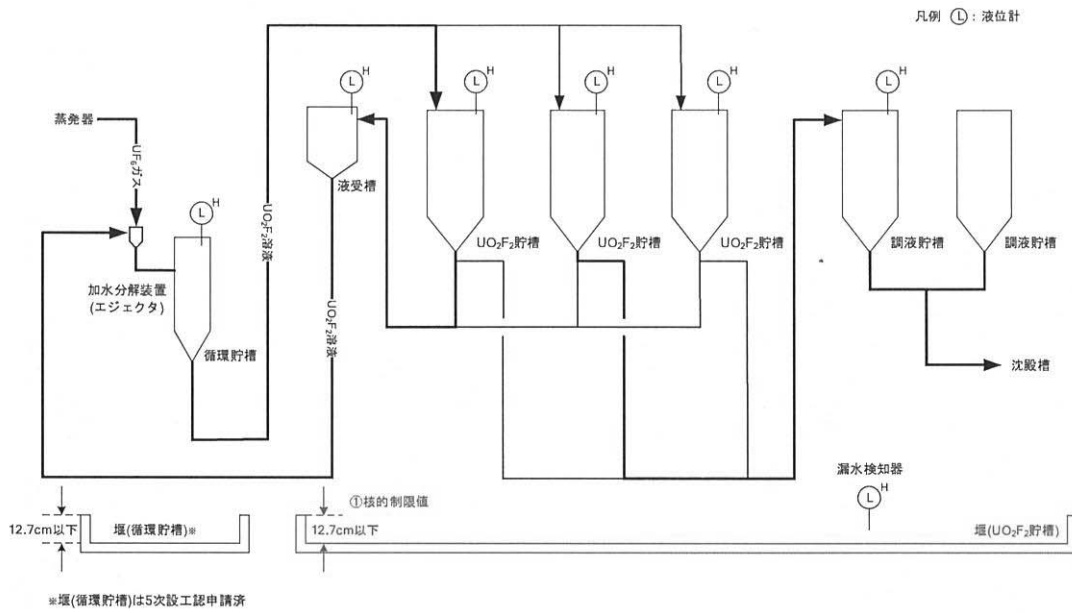 凡例 Ⓛ：液位計
H
L
H
L
H
L
H
L
H
L
蒸発器
UF₆ガス
液受槽
UO₂F₂溶液
H
L
UO₂F₂貯槽
UO₂F₂貯槽
UO₂F₂貯槽
調液貯槽
調液貯槽
加水分解装置
(エジェクタ)
UO₂F₂溶液
循環貯槽
沈殿槽
漏水検知器
H
L
①核的制限値
12.7cm以下
堰(循環貯槽)※
12.7cm以下
堰(UO₂F₂貯槽)
※堰(循環貯槽)は5次設工認申請済